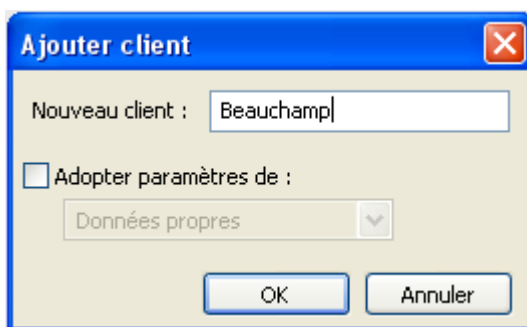 Ajouter client
Nouveau client : Beauchamp
Adopter paramètres de :
Données propres
OK Annuler